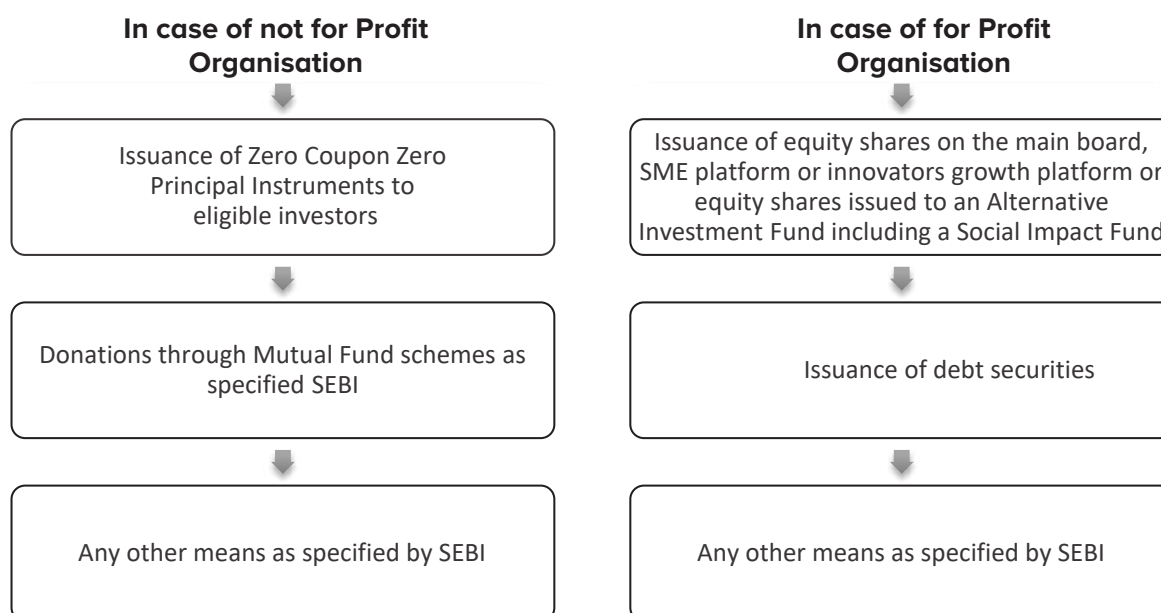 In case of not for Profit
Organisation
Issuance of Zero Coupon Zero
Principal Instruments to
eligible investors
Donations through Mutual Fund schemes as
specified SEBI
Any other means as specified by SEBI
In case of for Profit
Organisation
Issuance of equity shares on the main board,
SME platform or innovators growth platform or
equity shares issued to an Alternative
Investment Fund including a Social Impact Fund
Issuance of debt securities
Any other means as specified by SEBI